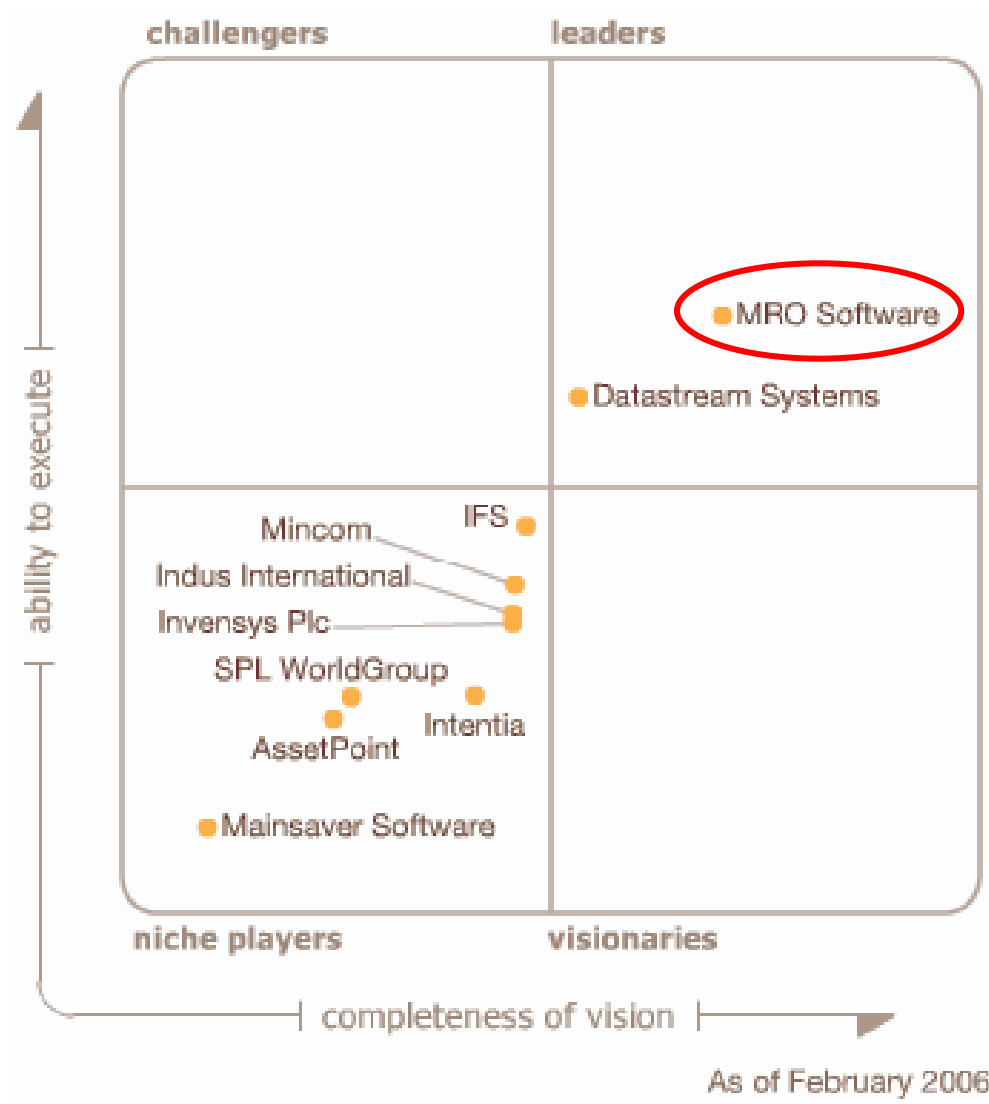 challengers
leaders
MRO Software
Datastream Systems
ability to execute
IFS
Mincom
Indus International
Invensys Plc
SPL WorldGroup
Intentia
AssetPoint
Mainsaver Software
niche players
visionaries
completeness of vision
As of February 2006